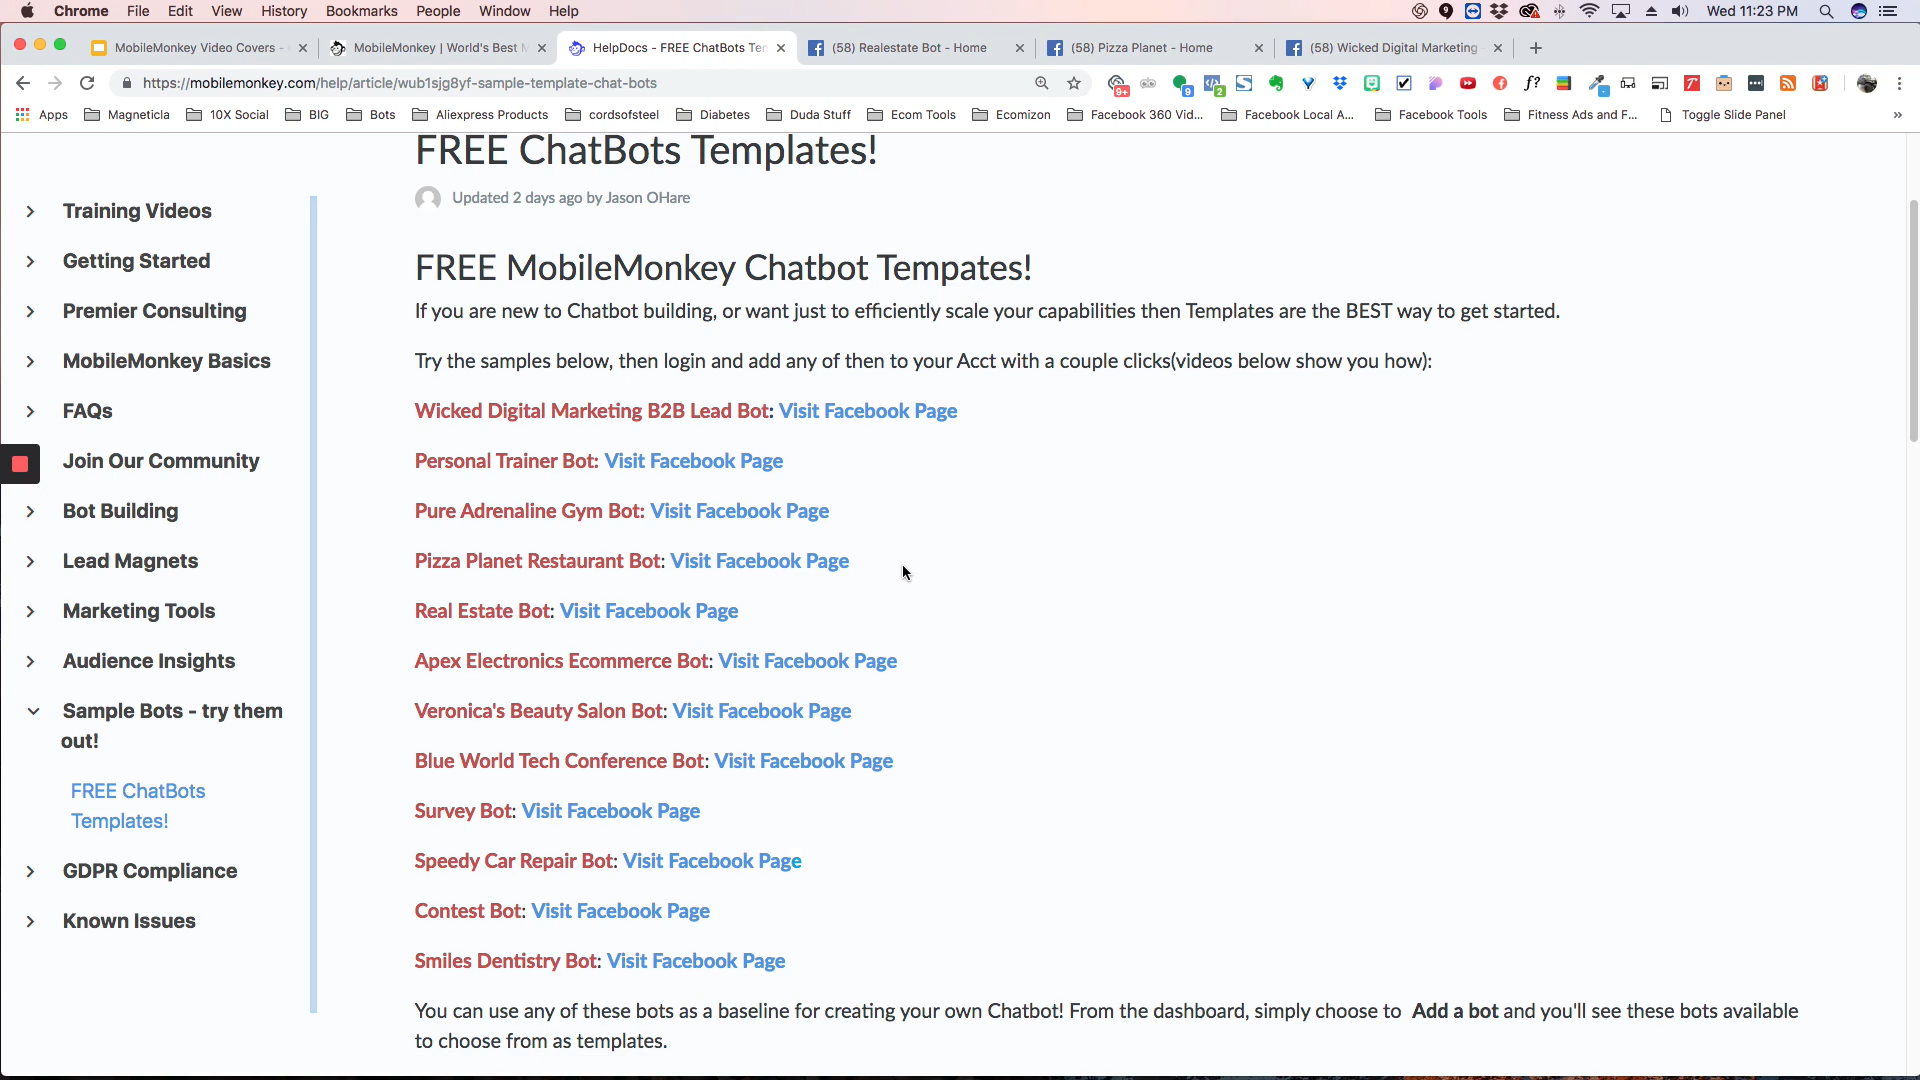 Chrome File Edit View History Bookmarks People Window Help Wed 11:23 PM
MobileMonkey Video Covers - MobileMonkey | World's Best M HelpDocs - FREE ChatBots Tem (58) Realestate Bot - Home (58) Pizza Planet - Home (58) Wicked Digital Marketing
https://mobilemonkey.com/help/article/wub1sjg8yf-sample-template-chat-bots
Apps Magneticla 10X Social BIG Bots Aliexpress Products cordsofsteel Diabetes Duda Stuff Ecom Tools Ecomizon Facebook 360 Vid... Facebook Local A... Facebook Tools Fitness Ads and F... Toggle Slide Panel »
Training Videos
Getting Started
Premier Consulting
MobileMonkey Basics
FAQs
Join Our Community
Bot Building
Lead Magnets
Marketing Tools
Audience Insights
Sample Bots - try them
out!
FREE ChatBots
Templates!
GDPR Compliance
Known Issues
FREE ChatBots Templates!
Updated 2 days ago by Jason OHare
FREE MobileMonkey Chatbot Tempates!
If you are new to Chatbot building, or want just to efficiently scale your capabilities then Templates are the BEST way to get started.
Try the samples below, then login and add any of then to your Acct with a couple clicks(videos below show you how):
Wicked Digital Marketing B2B Lead Bot: Visit Facebook Page
Personal Trainer Bot: Visit Facebook Page
Pure Adrenaline Gym Bot: Visit Facebook Page
Pizza Planet Restaurant Bot: Visit Facebook Page
Real Estate Bot: Visit Facebook Page
Apex Electronics Ecommerce Bot: Visit Facebook Page
Veronica's Beauty Salon Bot: Visit Facebook Page
Blue World Tech Conference Bot: Visit Facebook Page
Survey Bot: Visit Facebook Page
Speedy Car Repair Bot: Visit Facebook Page
Contest Bot: Visit Facebook Page
Smiles Dentistry Bot: Visit Facebook Page
You can use any of these bots as a baseline for creating your own Chatbot! From the dashboard, simply choose to Add a bot and you'll see these bots available
to choose from as templates.